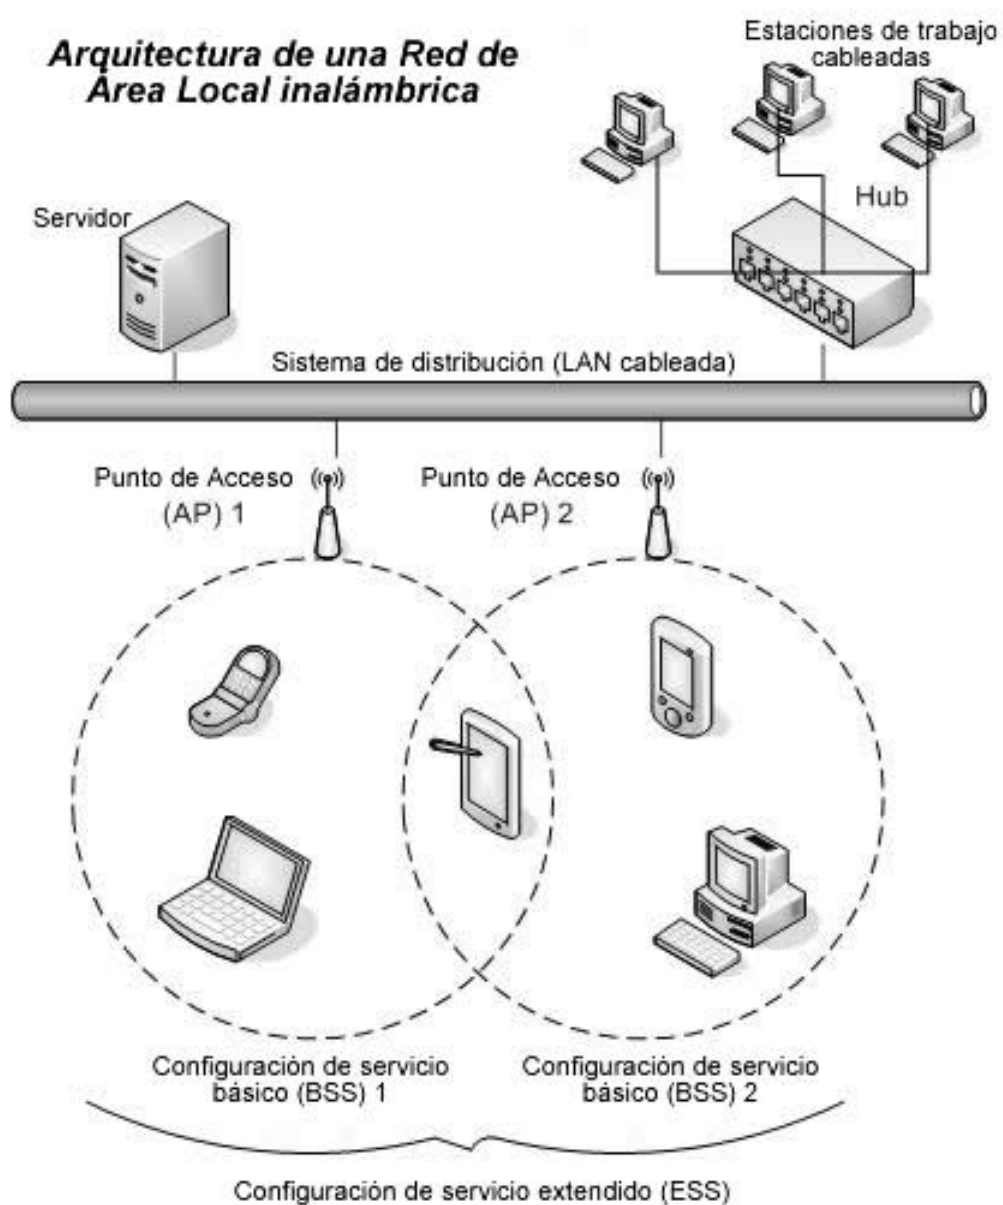 Arquitectura de una Red de
Área Local inalámbrica
Estaciones de trabajo
cableadas
Hub
Servidor
Sistema de distribución (LAN cableada)
Punto de Acceso
(AP) 1
Punto de Acceso
(AP) 2
Configuración de servicio
básico (BSS) 1
Configuración de servicio
básico (BSS) 2
Configuración de servicio extendido (ESS)